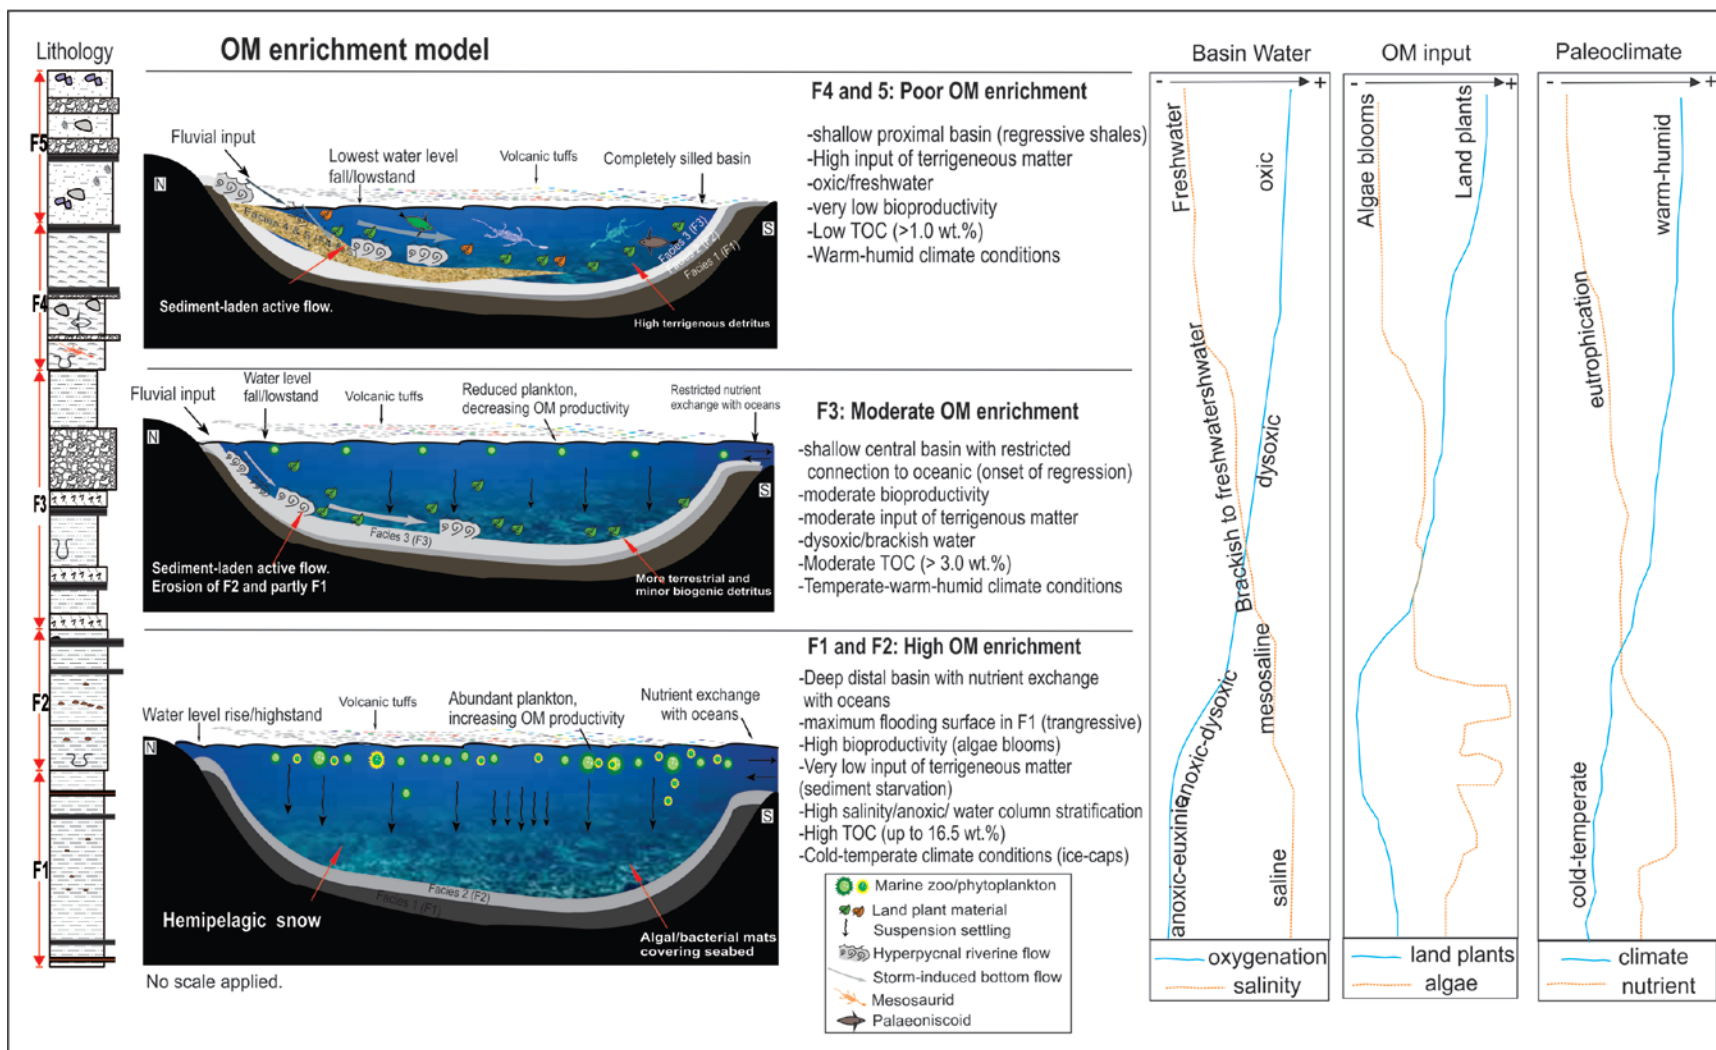 Lithology
OM enrichment model
F5
F4
F3
F2
F1
Fluvial input
Lowest water level
fall/lowstand
Volcanic tuffs
Completely silled basin
N
S
Facies 3 (F3)
Facies 2 (F2)
Facies 1 (F1)
Sediment-laden active flow.
High terrigenous detritus
F4 and 5: Poor OM enrichment
-shallow proximal basin (regressive shales)
-High input of terrigeneous matter
-oxic/freshwater
-very low bioproductivity
-Low TOC (>1.0 wt.%)
-Warm-humid climate conditions
Fluvial input
Water level
fall/lowstand
Volcanic tuffs
Reduced plankton,
decreasing OM productivity
Restricted nutrient
exchange with oceans
N
S
Facies 3 (F3)
Sediment-laden active flow.
Erosion of F2 and partly F1
More terrestrial and
minor biogenic detritus
F3: Moderate OM enrichment
-shallow central basin with restricted
connection to oceanic (onset of regression)
-moderate bioproductivity
-moderate input of terrigenous matter
-dysoxic/brackish water
-Moderate TOC (> 3.0 wt.%)
-Temperate-warm-humid climate conditions
Water level rise/highstand
Volcanic tuffs
Abundant plankton,
increasing OM productivity
Nutrient exchange
with oceans
N
S
Facies 2 (F2)
Facies 1 (F1)
Hemipelagic snow
Algal/bacterial mats
covering seabed
No scale applied.
F1 and F2: High OM enrichment
-Deep distal basin with nutrient exchange
with oceans
-maximum flooding surface in F1 (trangressive)
-High bioproductivity (algae blooms)
-Very low input of terrigeneous matter
(sediment starvation)
-High salinity/anoxic/ water column stratification
-High TOC (up to 16.5 wt.%)
-Cold-temperate climate conditions (ice-caps)
Marine zoo/phytoplankton
Land plant material
Suspension settling
Hyperpycnal riverine flow
Storm-induced bottom flow
Mesosaurid
Palaeoniscoid
Basin Water
- +
Freshwater
oxic
Brackish to freshwatershwater
dysoxic
mesosaline
anoxic-dysoxic
anoxic-euxinic
saline
oxygenation
salinity
OM input
- +
Algae blooms
Land plants
land plants
algae
Paleoclimate
- +
warm-humid
eutrophication
cold-temperate
climate
nutrient